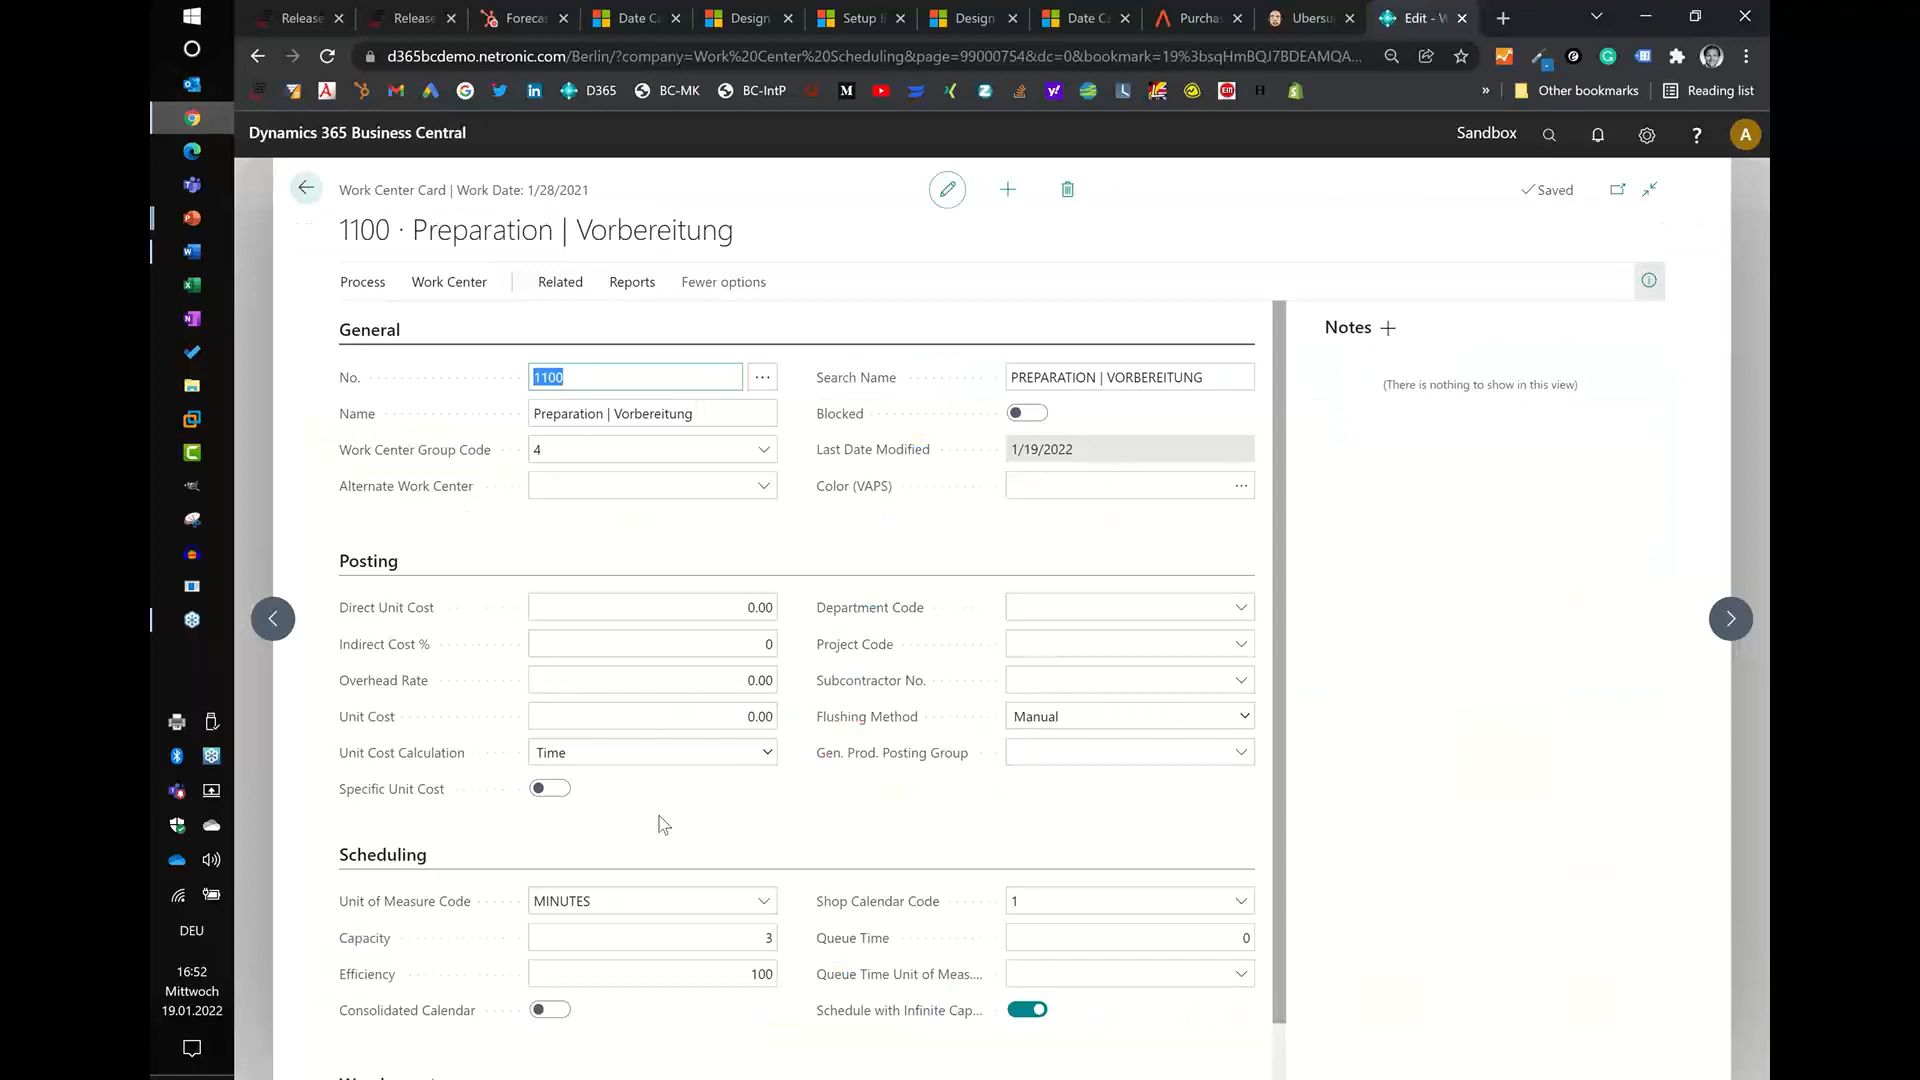 Release
Release
Forecas
Date C
Design
Setup
Design
Date C
Purcha
Übersu
Edit - W
d365bcdemo.netronic.com/Berlin/?company=Work%20Center%20Scheduling&page=99000754&dc=0&bookmark=19%3bsqHmBQJ7BDEAMQA...
D365
BC-MK
BC-IntP
»
Other bookmarks
Reading list
Dynamics 365 Business Central
Sandbox
?
A
Work Center Card | Work Date: 1/28/2021
Saved
1100 · Preparation | Vorbereitung
Process
Work Center
Related
Reports
Fewer options
General
Notes
No.
1100
Search Name
PREPARATION | VORBEREITUNG
(There is nothing to show in this view)
Name
Preparation | Vorbereitung
Blocked
Work Center Group Code
4
Last Date Modified
1/19/2022
Alternate Work Center
Color (VAPS)
Posting
Direct Unit Cost
0.00
Department Code
Indirect Cost %
0
Project Code
Overhead Rate
0.00
Subcontractor No.
Unit Cost
0.00
Flushing Method
Manual
Unit Cost Calculation
Time
Gen. Prod. Posting Group
Specific Unit Cost
Scheduling
Unit of Measure Code
MINUTES
Shop Calendar Code
1
Capacity
3
Queue Time
0
Efficiency
100
Queue Time Unit of Meas....
Consolidated Calendar
Schedule with Infinite Cap...
DEU
16:52
Mittwoch
19.01.2022